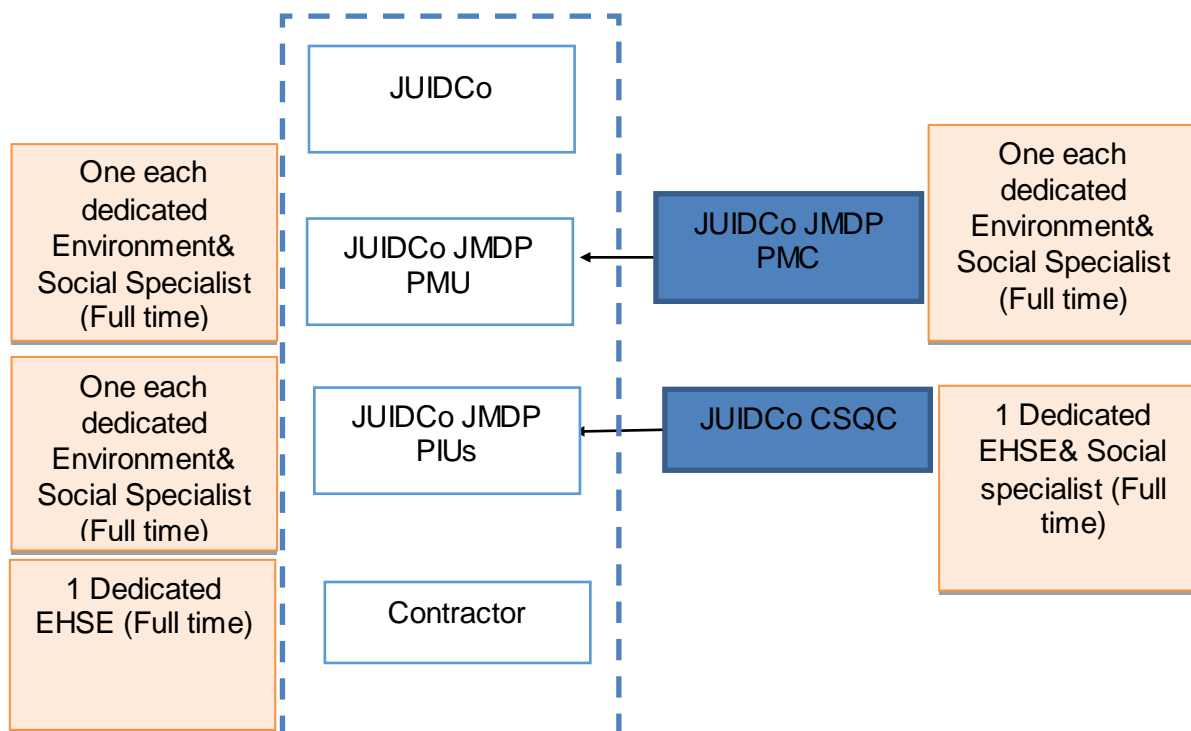 JUIDCo
One each
dedicated
Environment&
Social Specialist
(Full time)
JUIDCo JMDP
PMU
JUIDCo JMDP
PMC
One each
dedicated
Environment&
Social Specialist
(Full time)
One each
dedicated
Environment&
Social Specialist
(Full time)
JUIDCo JMDP
PIUs
JUIDCo CSQC
1 Dedicated
EHSE& Social
specialist (Full
time)
1 Dedicated
EHSE (Full time)
Contractor